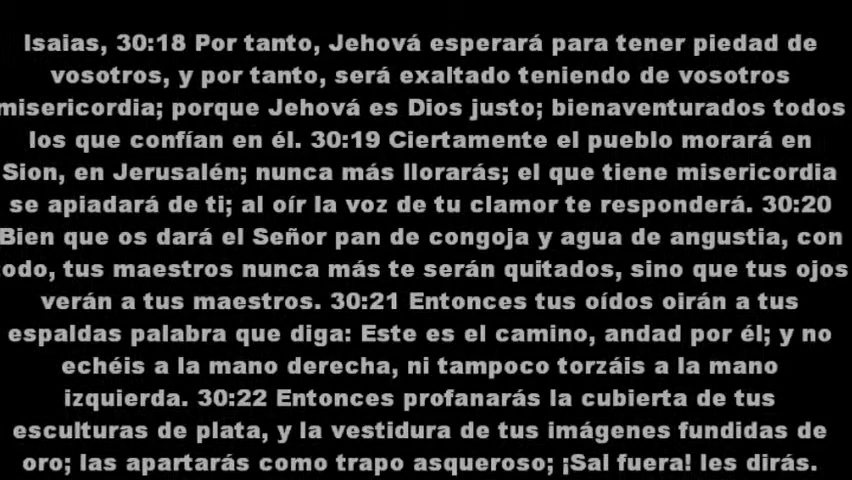 Isaias, 30:18 Por tanto, Jehová esperará para tener piedad de
vosotros, y por tanto, será exaltado teniendo de vosotros
misericordia; porque Jehová es Dios justo; bienaventurados todos
los que confían en él. 30:19 Ciertamente el pueblo morará en
Sion, en Jerusalén; nunca más llorarás; el que tiene misericordia
se apiadará de ti; al oír la voz de tu clamor te responderá. 30:20
Bien que os dará el Señor pan de congoja y agua de angustia, con
odo, tus maestros nunca más te serán quitados, sino que tus ojos
verán a tus maestros. 30:21 Entonces tus oídos oirán a tus
espaldas palabra que diga: Este es el camino, andad por él; y no
echéis a la mano derecha, ni tampoco torzáis a la mano
izquierda. 30:22 Entonces profanarás la cubierta de tus
esculturas de plata, y la vestidura de tus imágenes fundidas de
oro; las apartarás como trapo asqueroso; ¡Sal fuera! les dirás.